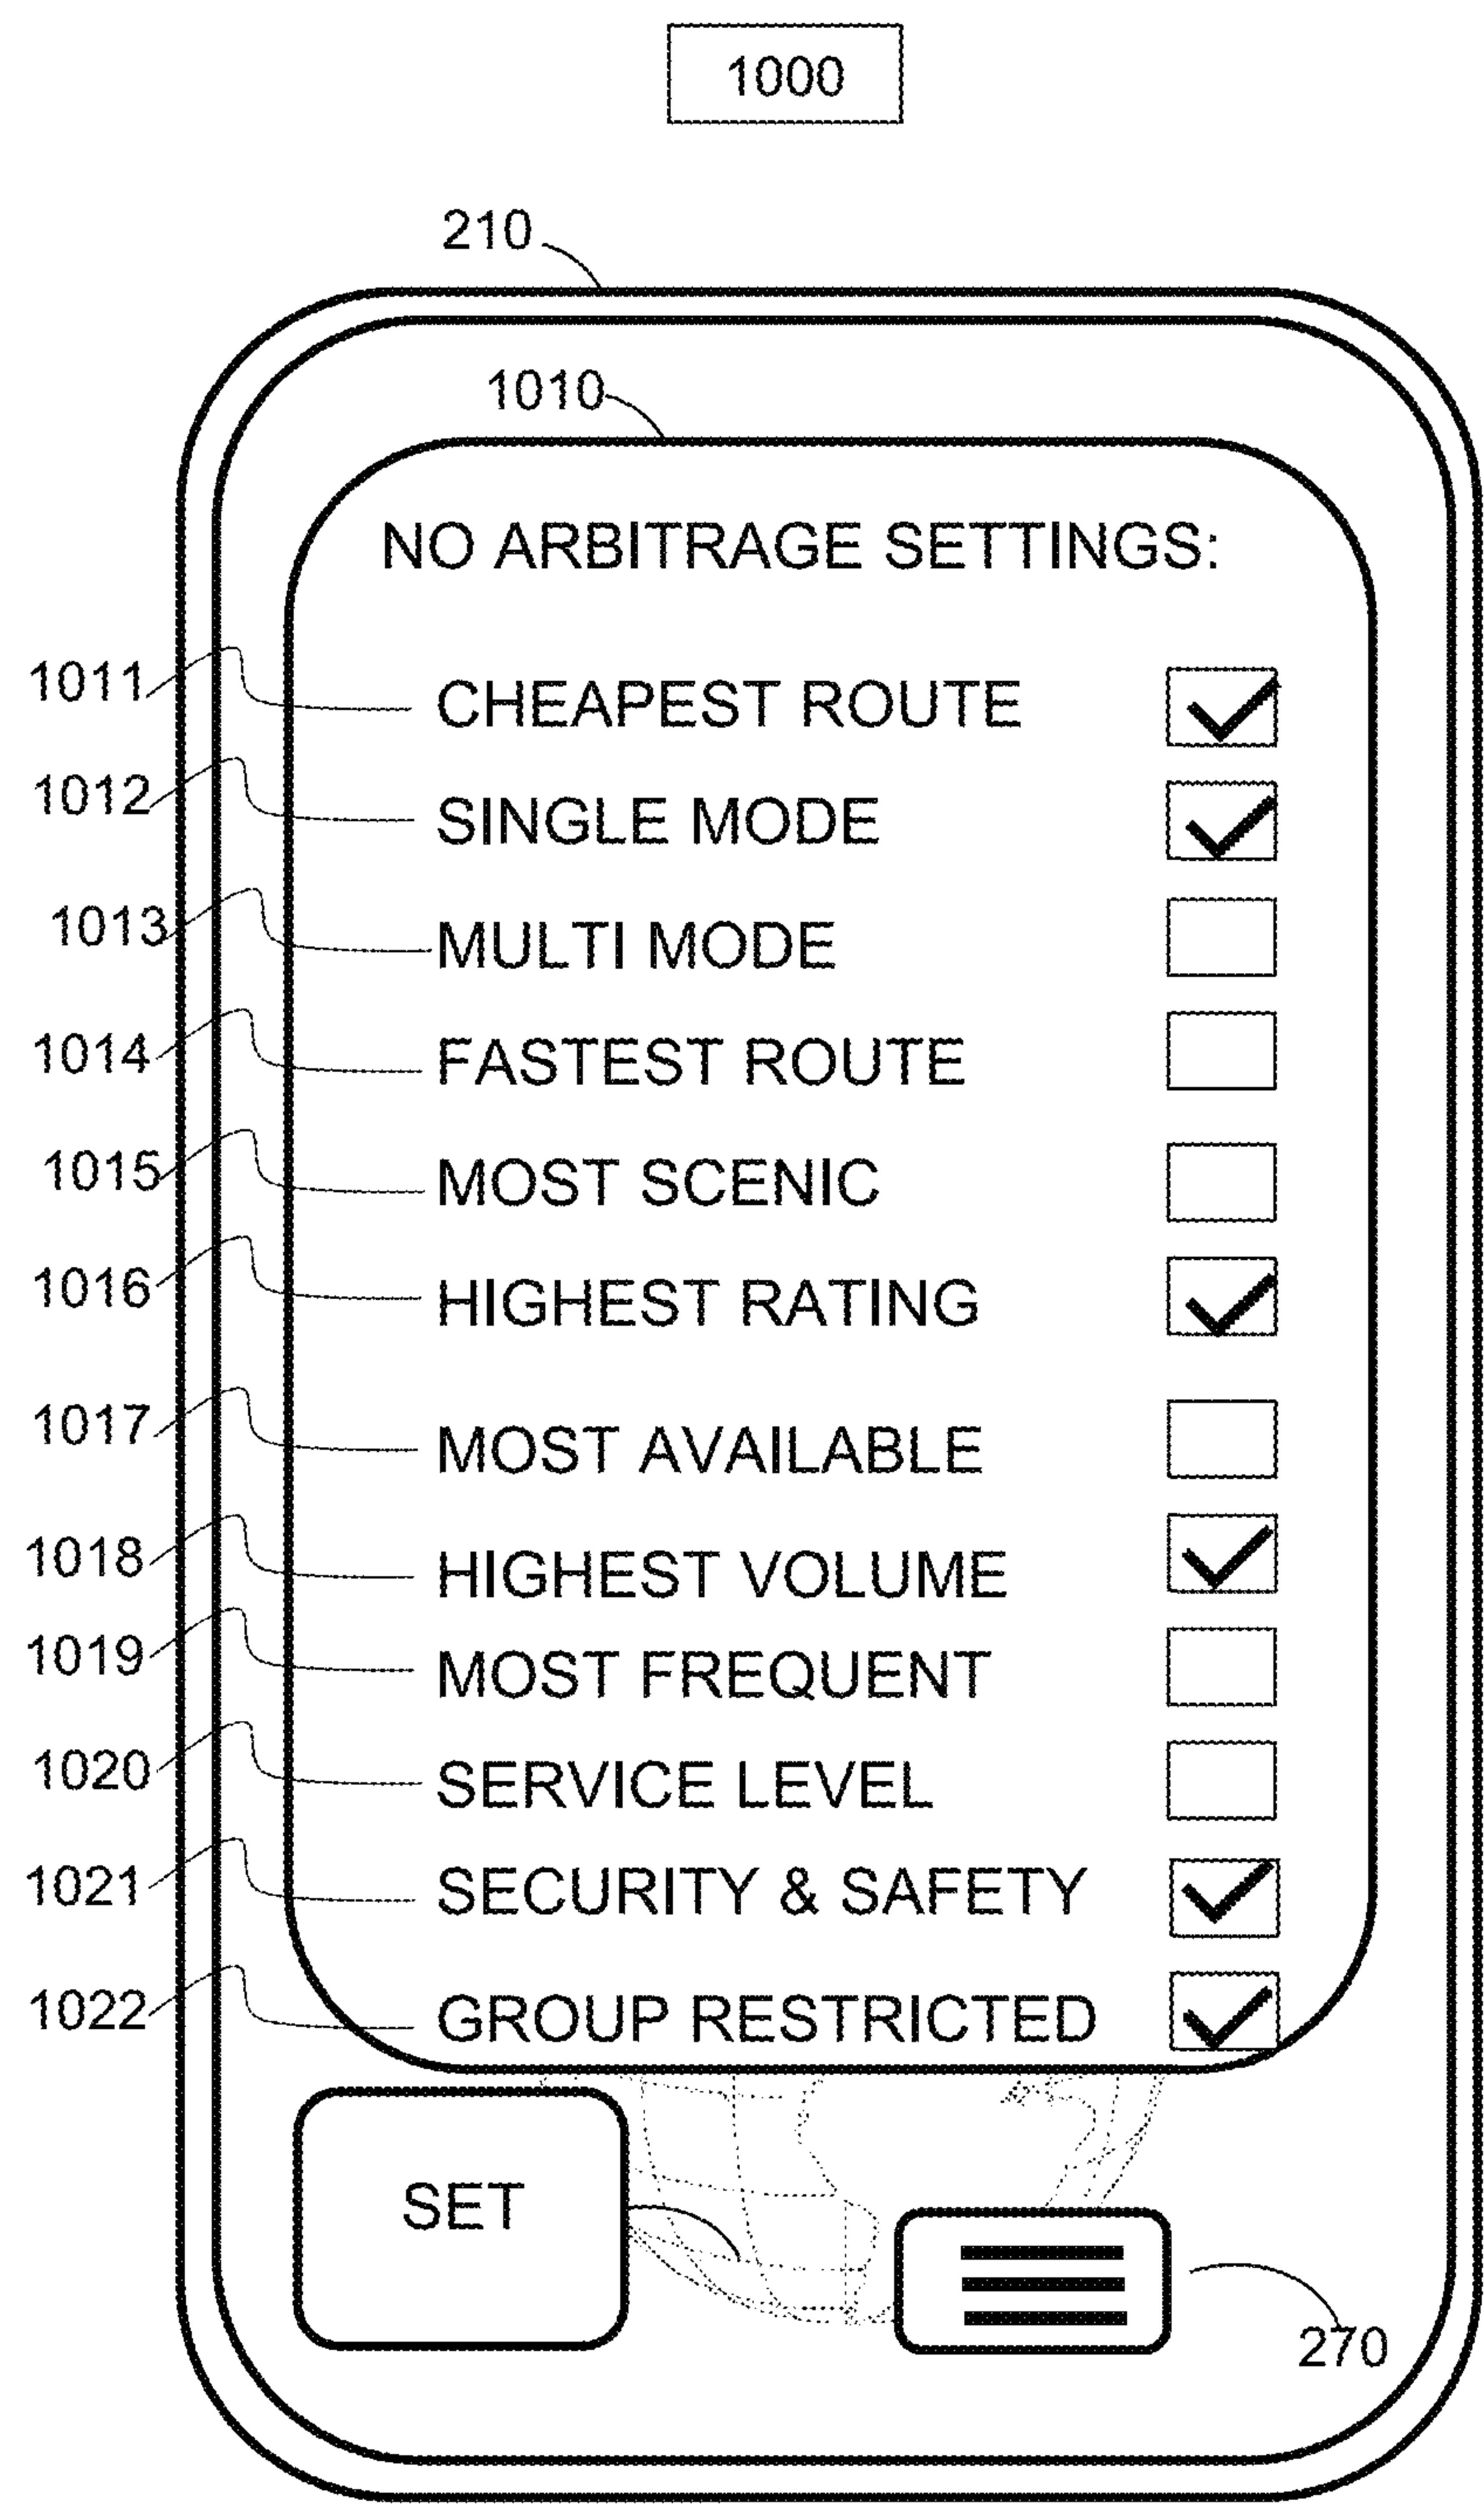 1000
210
1010
NO ARBITRAGE SETTINGS:
1011 CHEAPEST ROUTE
1012 SINGLE MODE
1013 MULTI MODE
1014 FASTEST ROUTE
1015 MOST SCENIC
1016 HIGHEST RATING
1017 MOST AVAILABLE
1018 HIGHEST VOLUME
1019 MOST FREQUENT
1020 SERVICE LEVEL
1021 SECURITY & SAFETY
1022 GROUP RESTRICTED
SET
270